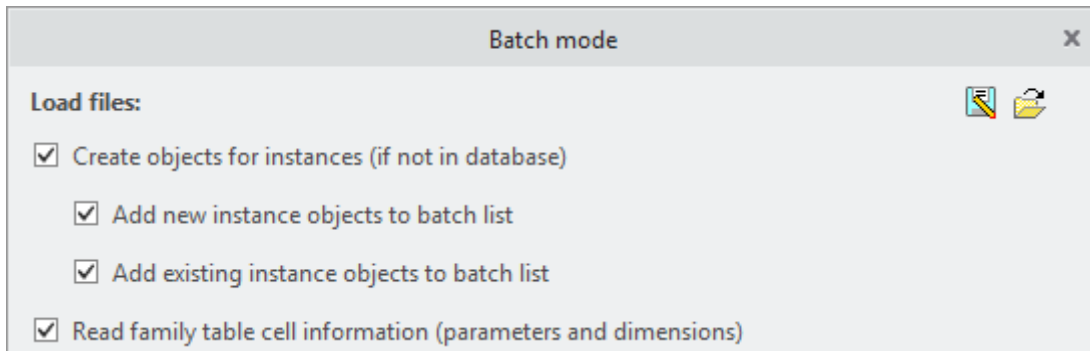 Batch mode
Load files:
Create objects for instances (if not in database)
Add new instance objects to batch list
Add existing instance objects to batch list
Read family table cell information (parameters and dimensions)